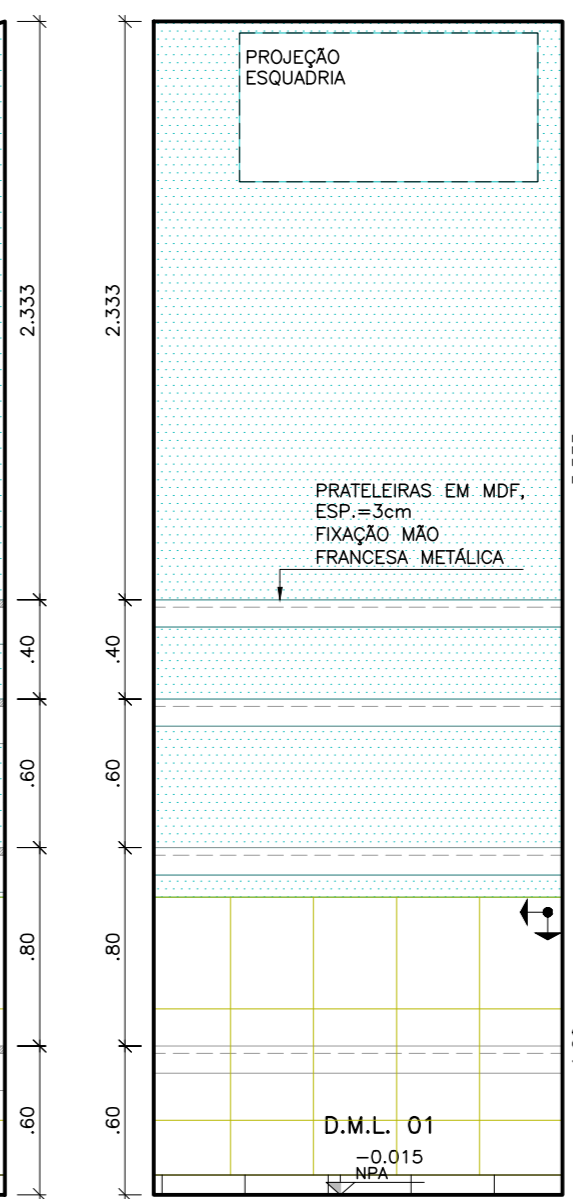 PROJEÇÃO
ESQUADRIA
2.333
2.333
PRATELEIRAS EM MDF,
ESP.=3cm
FIXAÇÃO MÃO
FRANCESA METÁLICA
.40
.40
.60
.60
.80
.80
.60
.60
D.M.L. 01
-0.015
NPA